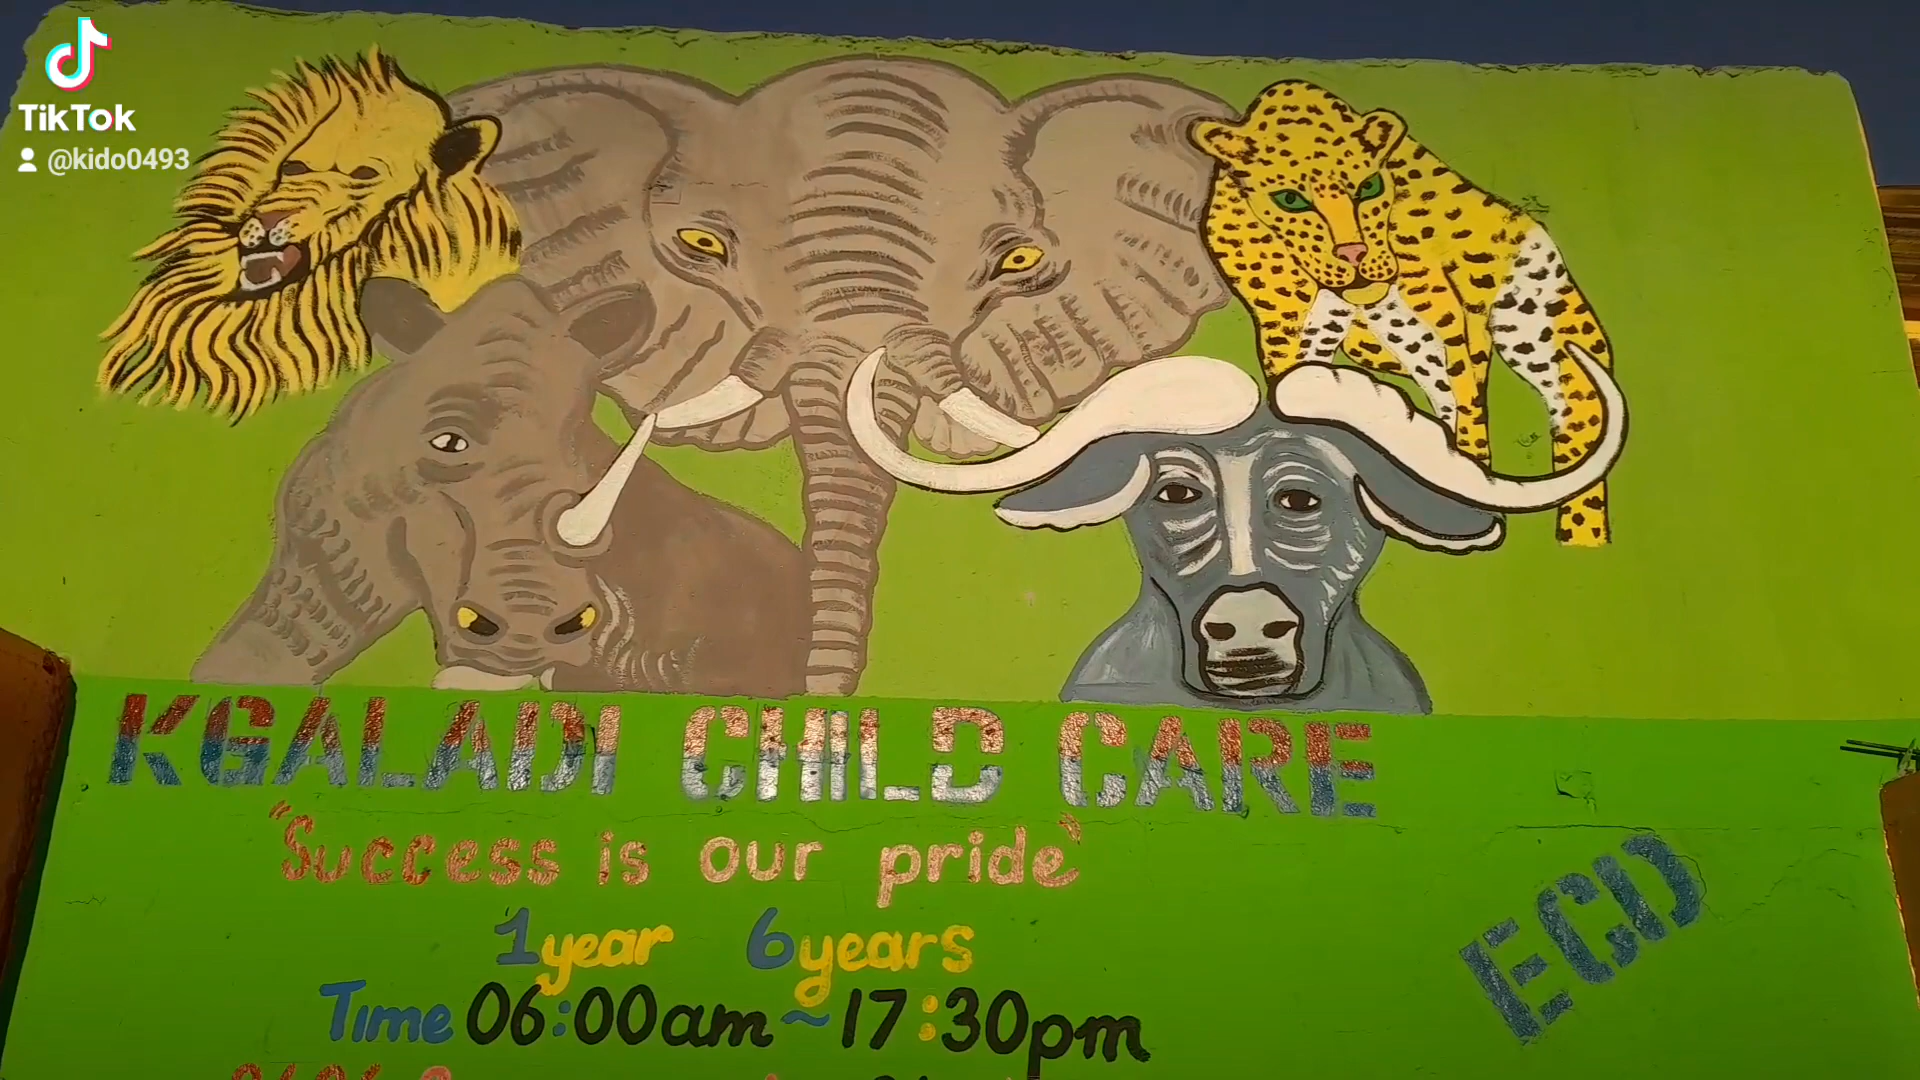 TikTok
@kido0493
KGALADI CHILD CARE
"Success is our pride"
1year 6years
Time 06:00am~17:30pm
ECD